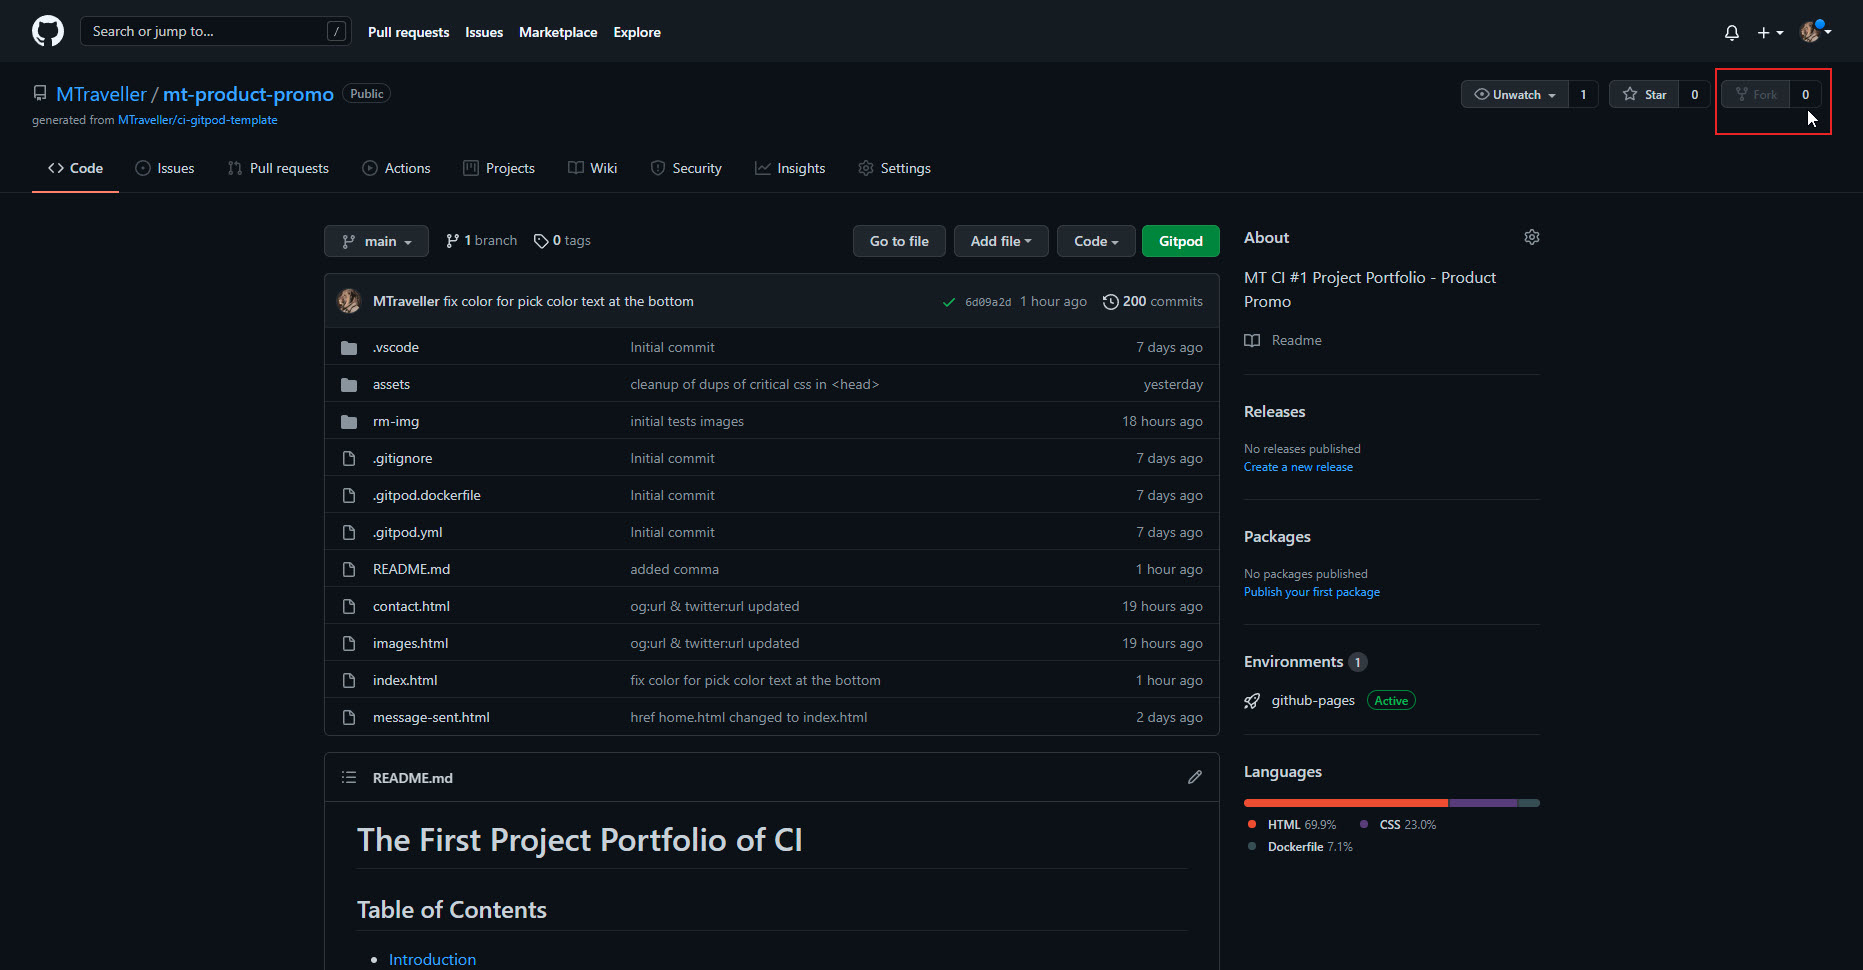 Search or jump to... / Pull requests Issues Marketplace Explore
MTraveller / mt-product-promo Public Unwatch 1 Star 0 Fork 0
generated from MTraveller/ci-gitpod-template
Code Issues Pull requests Actions Projects Wiki Security Insights Settings
main 1 branch 0 tags Go to file Add file Code Gitpod
MTraveller fix color for pick color text at the bottom 6d09a2d 1 hour ago 200 commits
.vscode Initial commit 7 days ago
assets cleanup of dups of critical css in <head> yesterday
rm-img initial tests images 18 hours ago
.gitignore Initial commit 7 days ago
.gitpod.dockerfile Initial commit 7 days ago
.gitpod.yml Initial commit 7 days ago
README.md added comma 1 hour ago
contact.html og:url & twitter:url updated 19 hours ago
images.html og:url & twitter:url updated 19 hours ago
index.html fix color for pick color text at the bottom 1 hour ago
message-sent.html href home.html changed to index.html 2 days ago
README.md
The First Project Portfolio of CI
Table of Contents
Introduction
About
MT CI #1 Project Portfolio - Product
Promo
Readme
Releases
No releases published
Create a new release
Packages
No packages published
Publish your first package
Environments 1
github-pages Active
Languages
HTML 69.9% CSS 23.0%
Dockerfile 7.1%